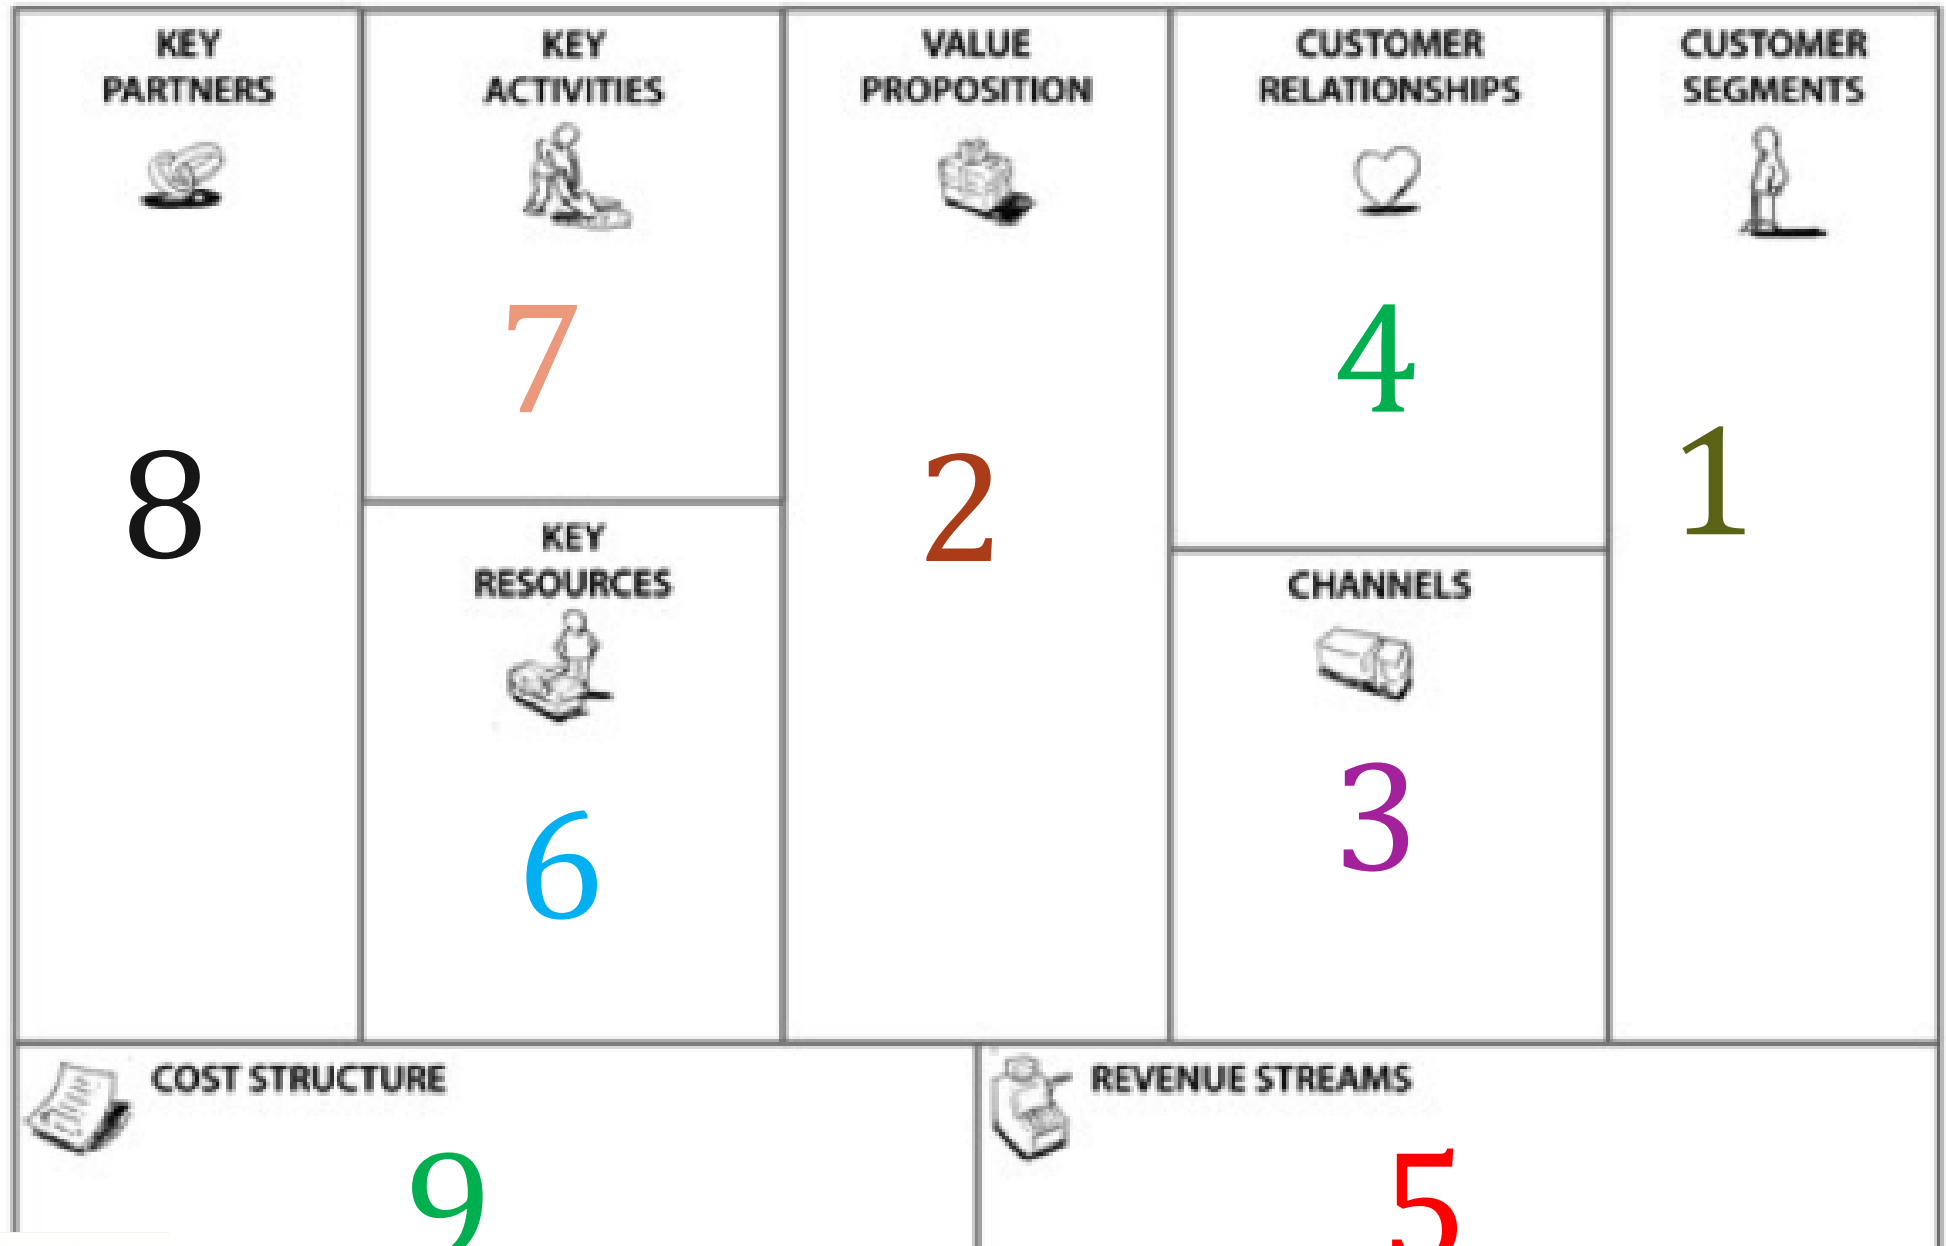 KEY
PARTNERS
8
KEY
ACTIVITIES
7
KEY
RESOURCES
6
VALUE
PROPOSITION
2
CUSTOMER
RELATIONSHIPS
4
CHANNELS
3
CUSTOMER
SEGMENTS
1
COST STRUCTURE
9
REVENUE STREAMS
5